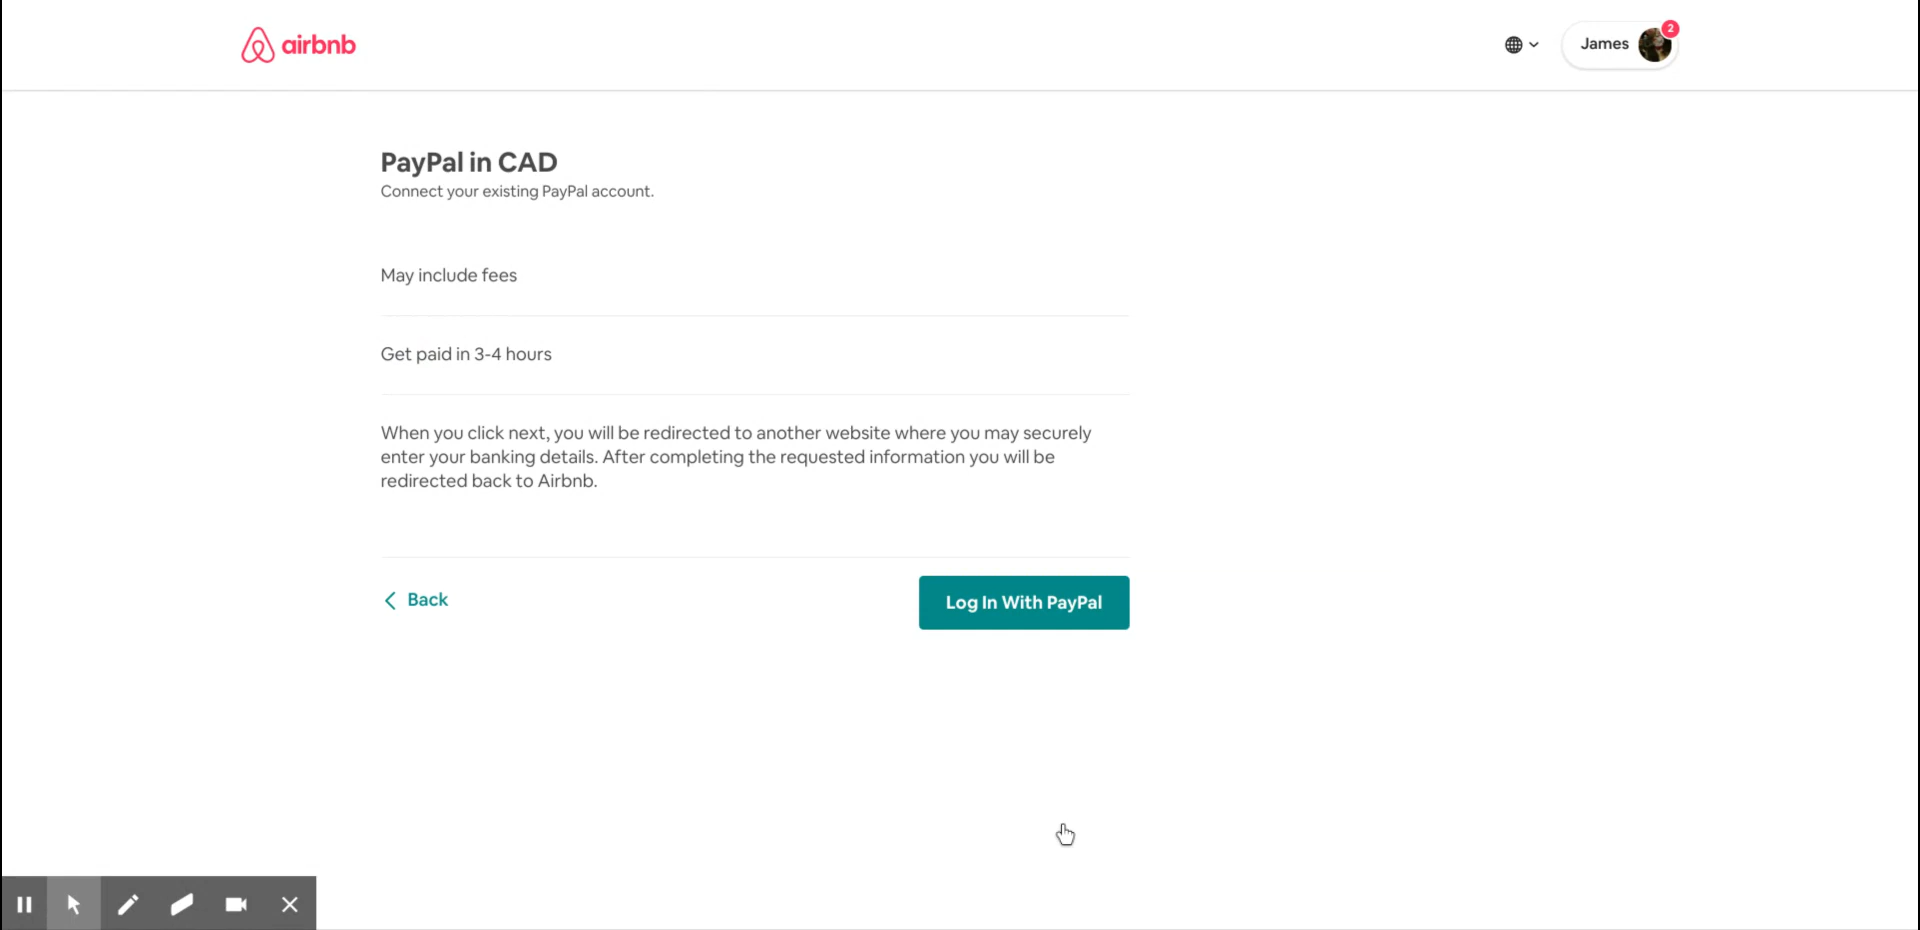 airbnb
James
2
PayPal in CAD
Connect your existing PayPal account.
May include fees
Get paid in 3-4 hours
When you click next, you will be redirected to another website where you may securely
enter your banking details. After completing the requested information you will be
redirected back to Airbnb.
Back
Log In With PayPal